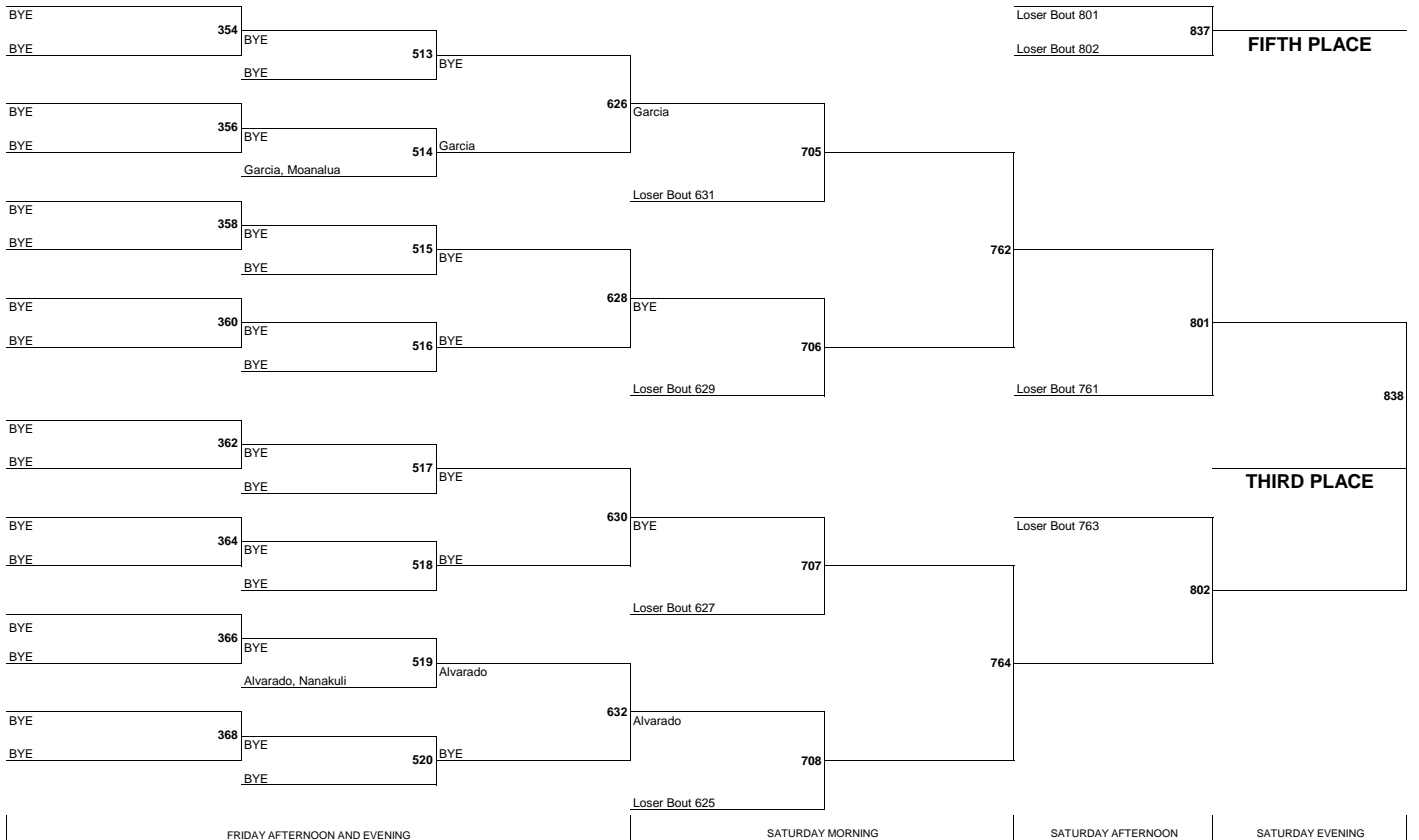 BYE
Loser Bout 801
354
837
BYE
FIFTH PLACE
BYE
Loser Bout 802
513
BYE
BYE
626
BYE
Garcia
356
BYE
BYE
514
Garcia
705
Garcia, Moanalua
Loser Bout 631
BYE
358
BYE
BYE
515
BYE
762
BYE
628
BYE
BYE
360
801
BYE
BYE
516
BYE
706
BYE
Loser Bout 629
Loser Bout 761
838
BYE
362
BYE
BYE
517
BYE
THIRD PLACE
BYE
630
BYE
BYE
Loser Bout 763
364
BYE
BYE
518
BYE
707
BYE
802
Loser Bout 627
BYE
366
BYE
BYE
519
764
Alvarado
Alvarado, Nanakuli
632
BYE
Alvarado
368
BYE
BYE
520
BYE
708
BYE
Loser Bout 625
FRIDAY AFTERNOON AND EVENING
SATURDAY MORNING
SATURDAY AFTERNOON
SATURDAY EVENING